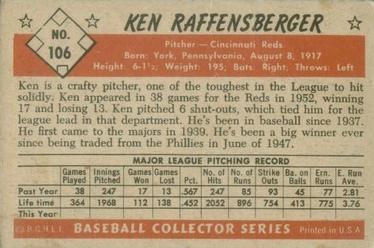 KEN RAFFENSBERGER
NO.
106
Pitcher — Cincinnati Reds
Born: York, Pennsylvania, August 8, 1917
Height: 6-1½; Weight: 195; Bats: Right; Throws: Left
Ken is a crafty pitcher, one of the toughest in the League to hit
solidly. Ken appeared in 38 games for the Reds in 1952, winning
17 and losing 13. Ken pitched 6 shut-outs, which tied him for the
league lead in that department. He's been in baseball since 1937.
He first came to the majors in 1939. He's been a big winner ever
since being traded from the Phillies in June of 1947.
MAJOR LEAGUE PITCHING RECORD
Games Played Innings Pitched Games Won Games Lost Pct. No. of Hits No. of Runs Strike Outs Ba. on Balls Earn. Runs E. Run Ave.
Past Year 38 247 17 13 .567 247 85 93 45 77 2.81
Life time 364 1968 112 138 .452 2052 896 754 413 775 3.76
This Year
©B.G.H.L.I. BASEBALL COLLECTOR SERIES Printed in U.S.A